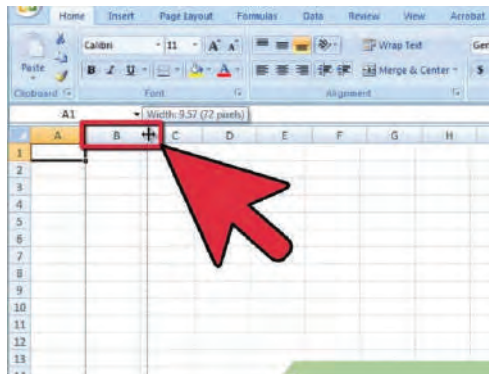 Home Insert Page Layout Formulas Data Review View Acrobat
Calibri 11 A A Wrap Text Gen
Paste B I U A Merge & Center $
Clipboard Font Alignment
A1 Width: 9.57 (72 pixels)
A B C D E F G H
1
2
3
4
5
6
7
8
9
10
11
12
13